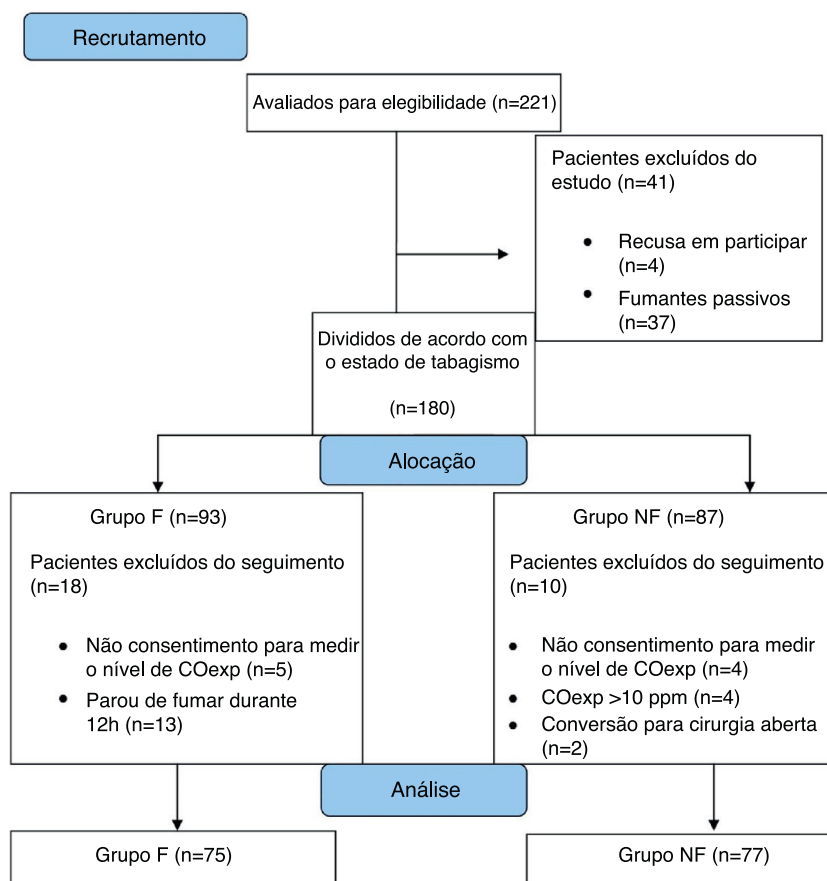 Recrutamento
Avaliados para elegibilidade (n=221)
Pacientes excluídos do
estudo (n=41)
• Recusa em participar
(n=4)
• Fumantes passivos
(n=37)
Divididos de acordo com
o estado de tabagismo
(n=180)
Alocação
Grupo F (n=93)
Pacientes excluídos do seguimento
(n=18)
• Não consentimento para medir
o nível de COexp (n=5)
• Parou de fumar durante
12h (n=13)
Grupo NF (n=87)
Pacientes excluídos do seguimento
(n=10)
• Não consentimento para medir
o nível de COexp (n=4)
• COexp >10 ppm (n=4)
• Conversão para cirurgia aberta
(n=2)
Análise
Grupo F (n=75)
Grupo NF (n=77)